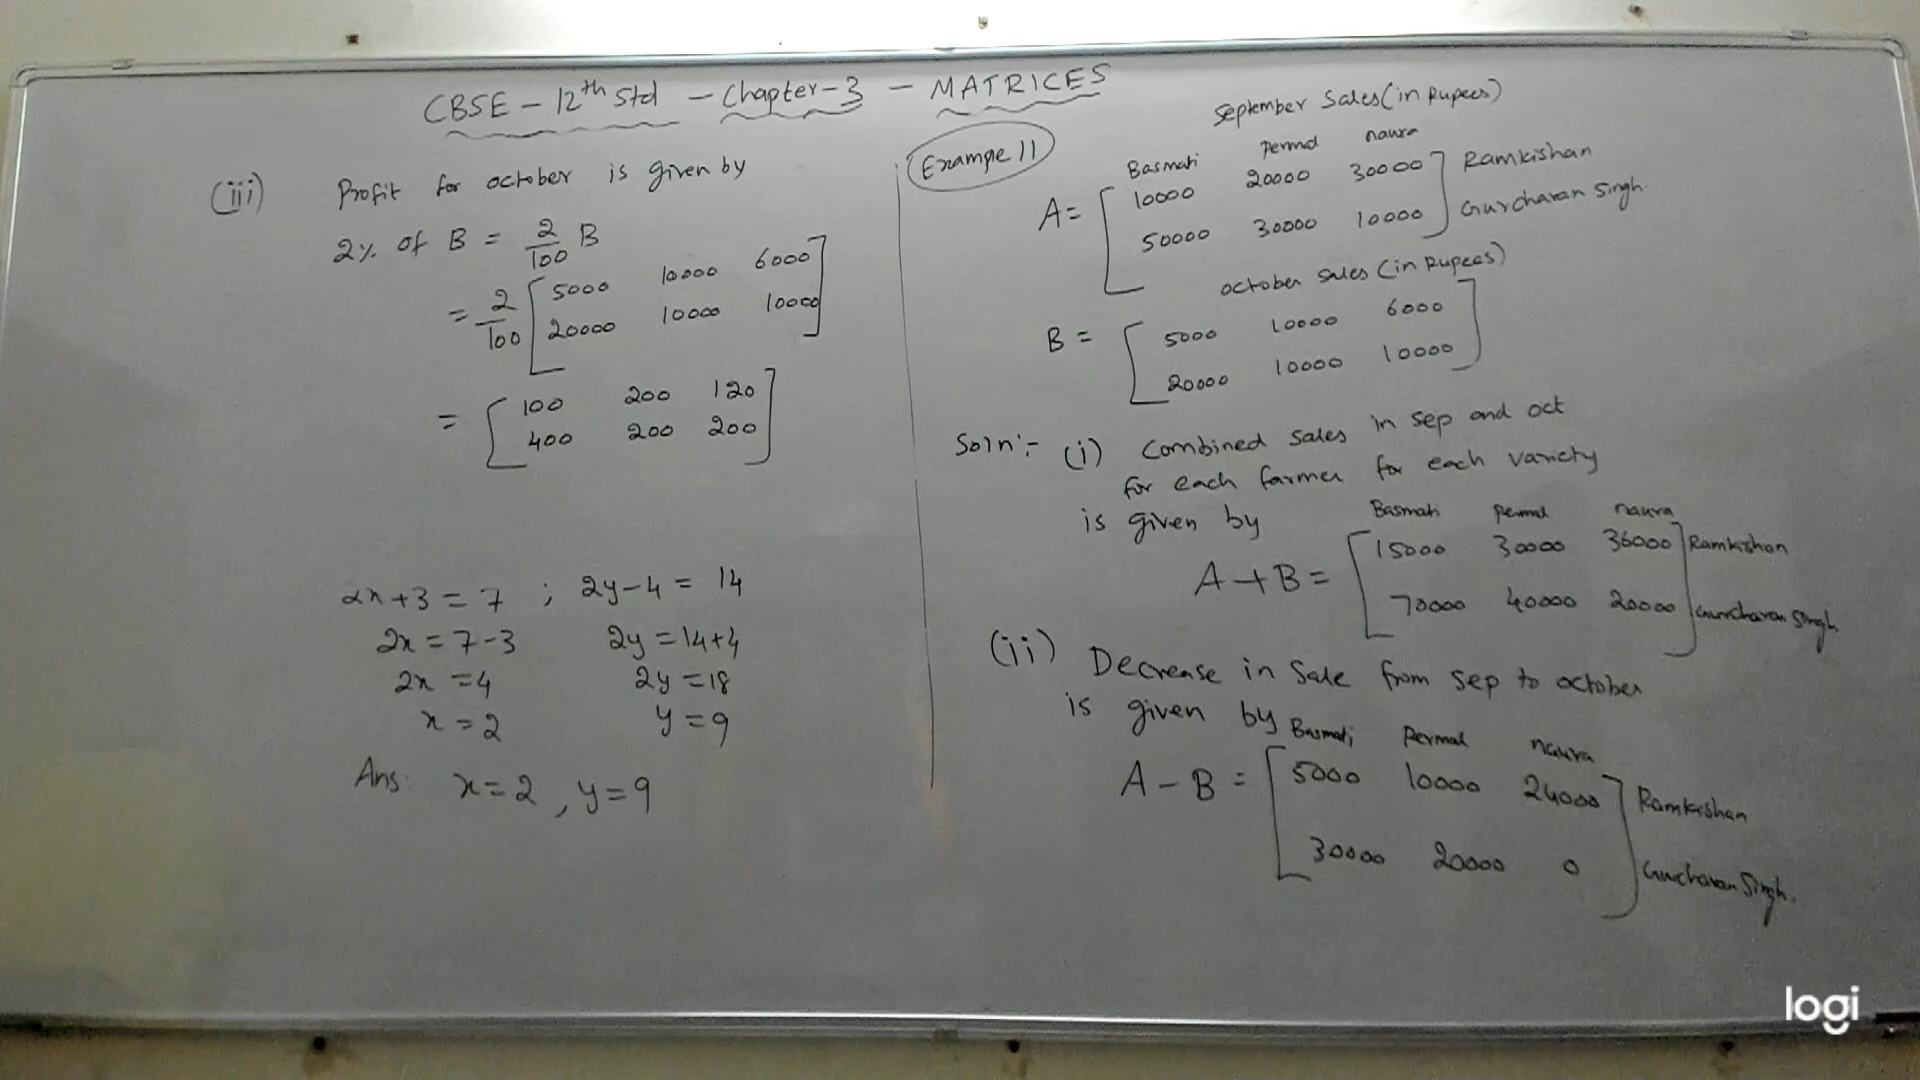 CBSE - 12th Std - Chapter-3 - MATRICES
(iii) Profit for october is given by
2% of B = 2/100 B
= 2/100 [5000 10000 6000
20000 10000 10000]
= [100 200 120
400 200 200]
2x+3 = 7 ; 2y-4 = 14
2x = 7-3 2y = 14+4
2x = 4 2y = 18
x = 2 y = 9
Ans: x=2, y=9
Example 11
September Sales (in Rupees)
Basmati Permal naura
A = [10000 20000 30000] Ramkishan
50000 30000 10000 Gurcharan Singh.
october sales (in Rupees)
B = [5000 10000 6000
20000 10000 10000]
Soln:- (i) Combined sales in sep and oct
for each farmer for each variety
is given by
Basmati Permal naura
A+B = [15000 30000 36000] Ramkishan
70000 40000 20000 Gurcharan Singh
(ii) Decrease in Sale from sep to october
is given by
Basmati Permal naura
A - B = [5000 10000 24000] Ramkishan
30000 20000 0 Gurcharan Singh.
logi